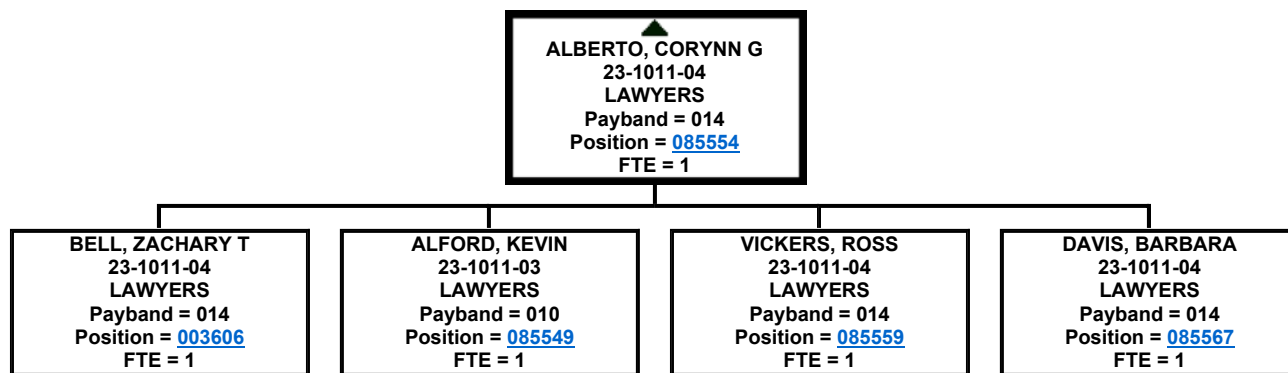 ALBERTO, CORYNN G
23-1011-04
LAWYERS
Payband = 014
Position = 085554
FTE = 1
BELL, ZACHARY T
23-1011-04
LAWYERS
Payband = 014
Position = 003606
FTE = 1
ALFORD, KEVIN
23-1011-03
LAWYERS
Payband = 010
Position = 085549
FTE = 1
VICKERS, ROSS
23-1011-04
LAWYERS
Payband = 014
Position = 085559
FTE = 1
DAVIS, BARBARA
23-1011-04
LAWYERS
Payband = 014
Position = 085567
FTE = 1